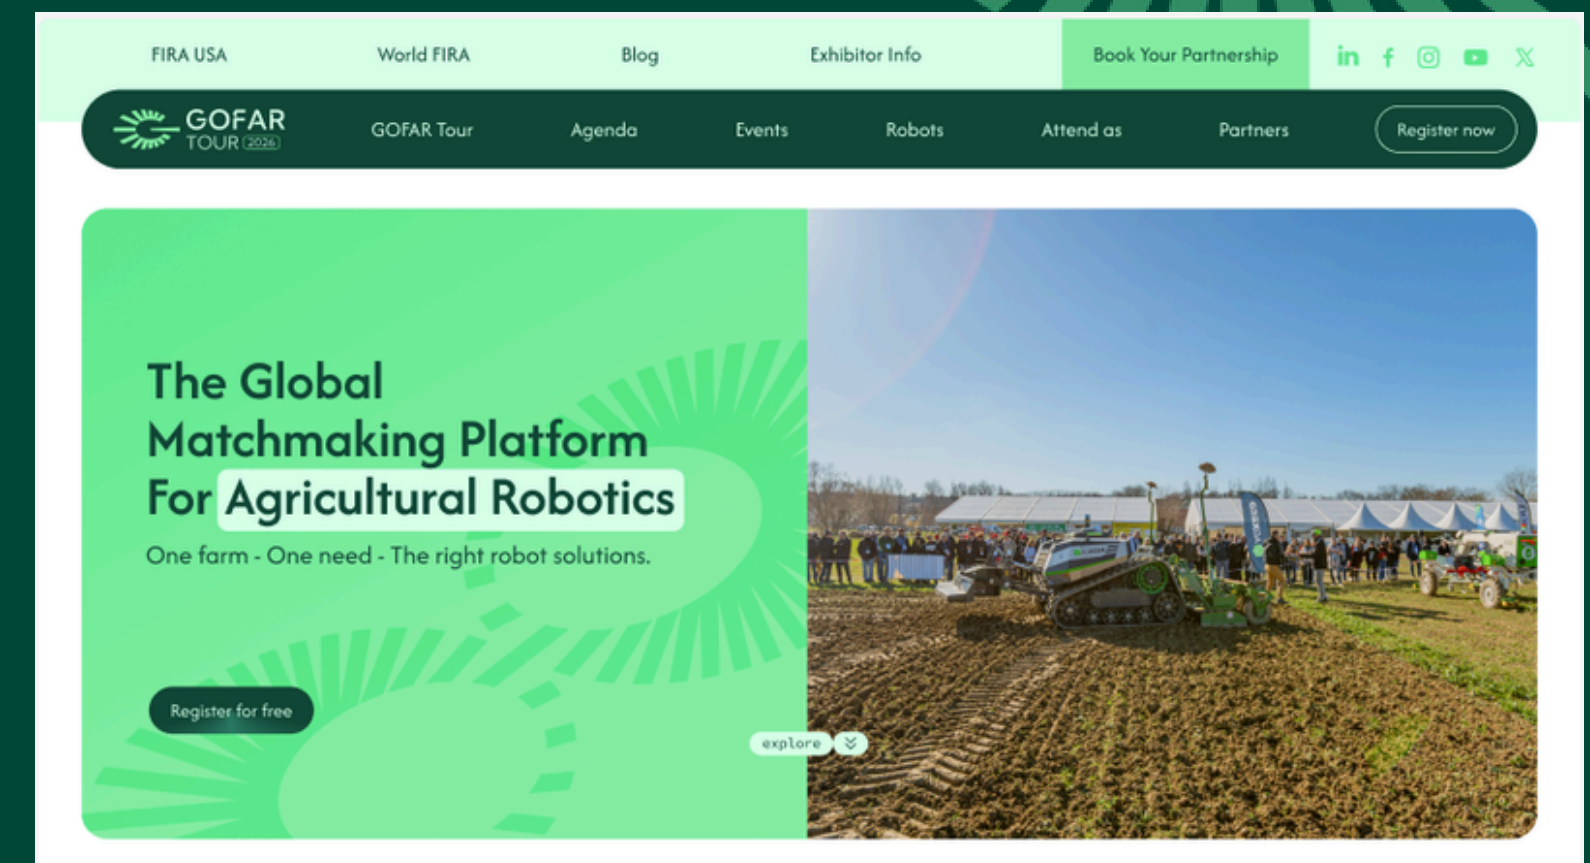 FIRA USA
World FIRA
Blog
Exhibitor Info
Book Your Partnership
GOFAR
TOUR 2026
GOFAR Tour
Agenda
Events
Robots
Attend as
Partners
Register now
The Global
Matchmaking Platform
For Agricultural Robotics
One farm - One need - The right robot solutions.
Register for free
explore